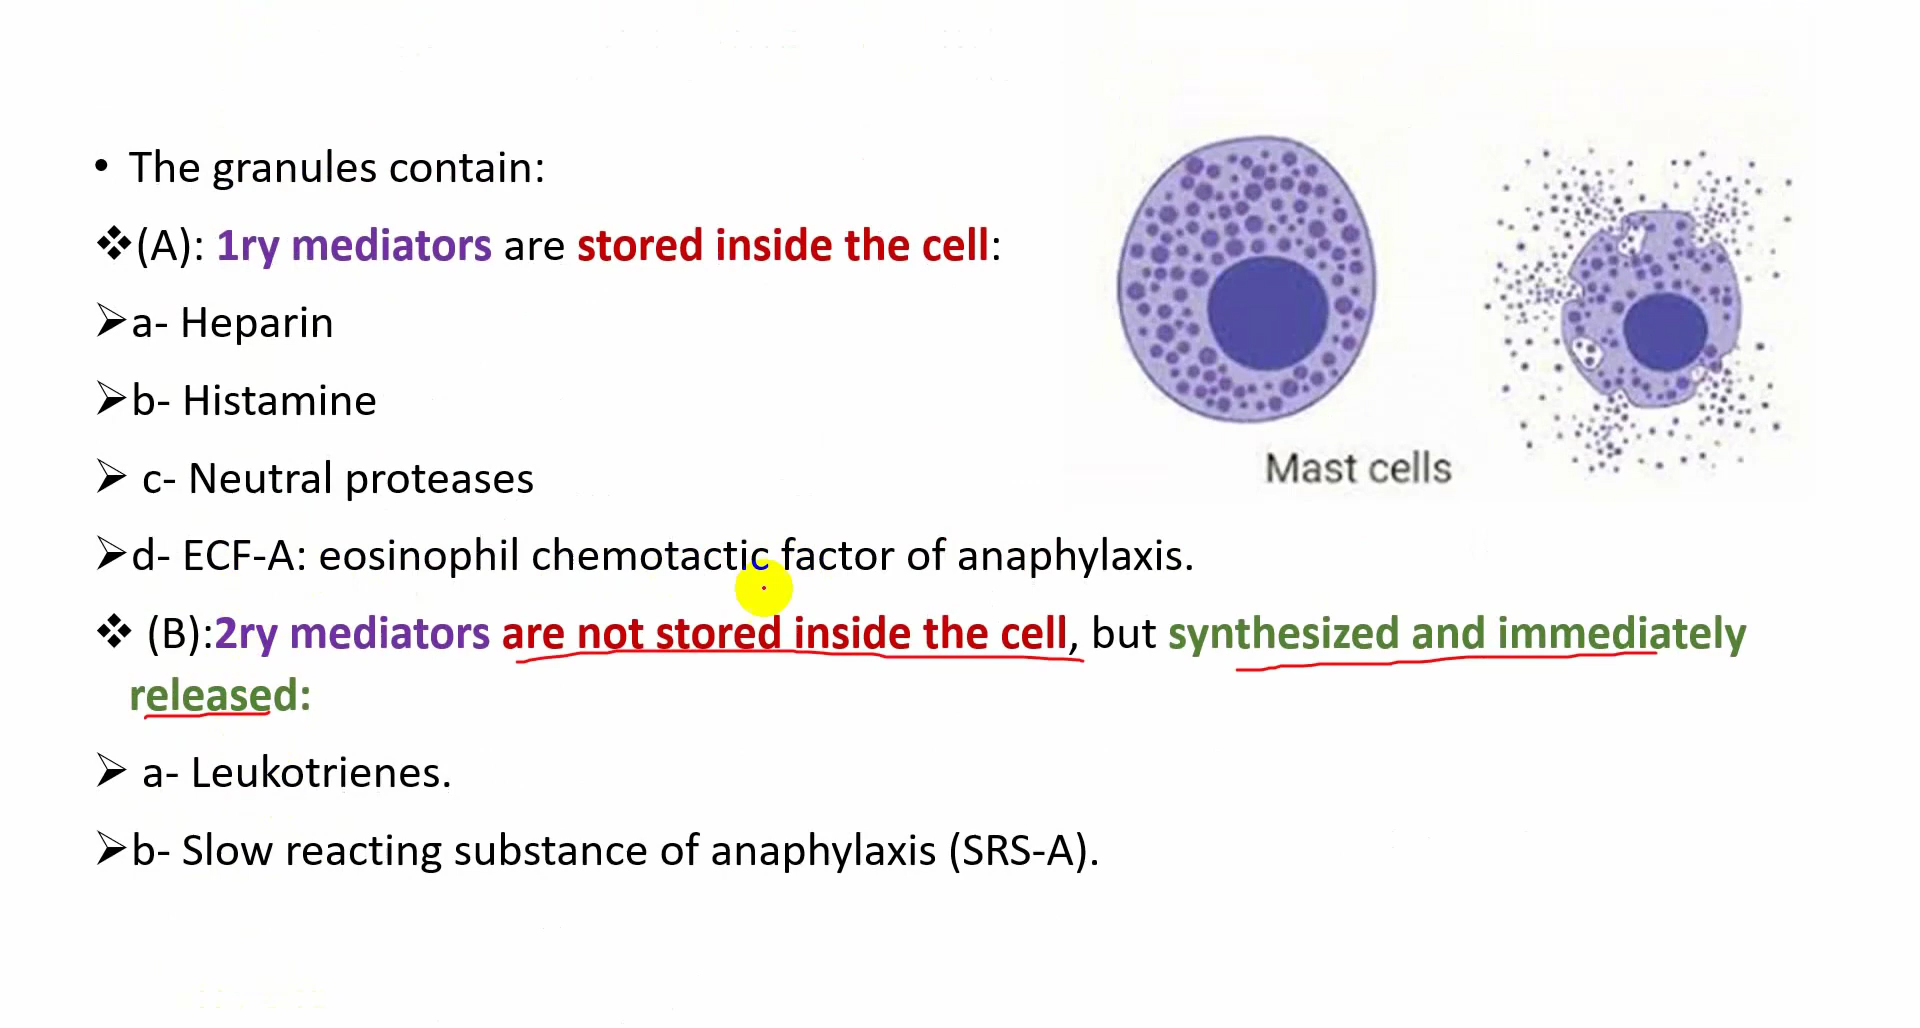 • The granules contain:
❖(A): 1ry mediators are stored inside the cell:
➢a- Heparin
➢b- Histamine
➢ c- Neutral proteases
➢d- ECF-A: eosinophil chemotactic factor of anaphylaxis.
❖ (B):2ry mediators are not stored inside the cell, but synthesized and immediately
released:
➢ a- Leukotrienes.
➢b- Slow reacting substance of anaphylaxis (SRS-A).
Mast cells